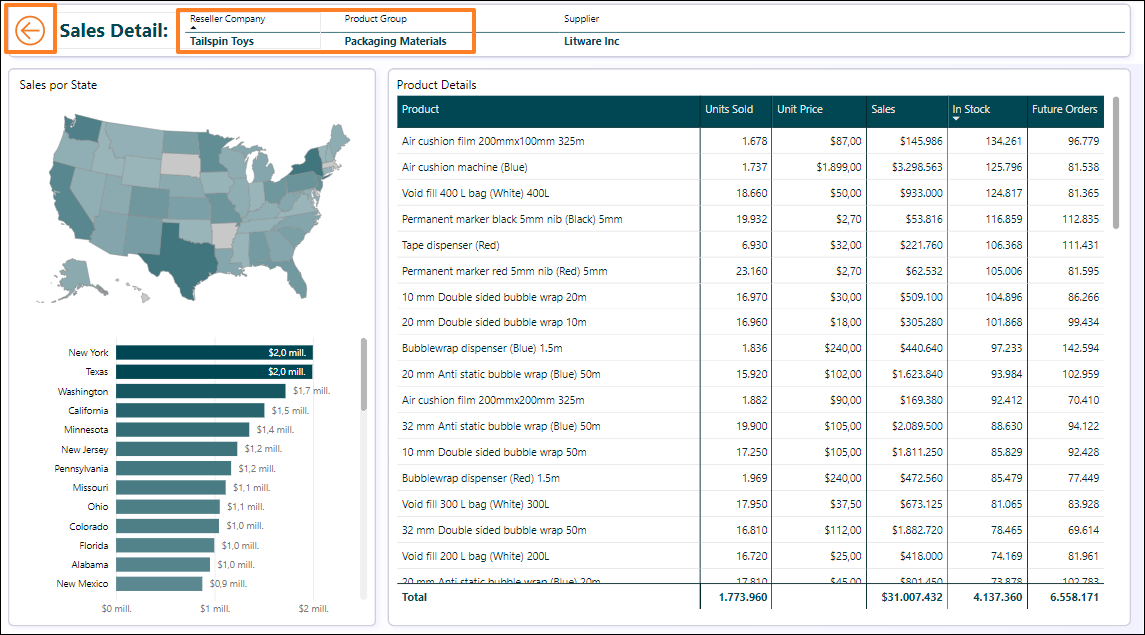 Sales Detail:
Reseller Company Product Group Supplier
Tailspin Toys Packaging Materials Litware Inc
Sales por State
New York $2,0 mill.
Texas $2,0 mill.
Washington $1,7 mill.
California $1,5 mill.
Minnesota $1,4 mill.
New Jersey $1,2 mill.
Pennsylvania $1,2 mill.
Missouri $1,1 mill.
Ohio $1,1 mill.
Colorado $1,0 mill.
Florida $1,0 mill.
Alabama $1,0 mill.
New Mexico $0,9 mill.
$0 mill. $1 mill. $2 mill.
Product Details
Product Units Sold Unit Price Sales In Stock Future Orders
Air cushion film 200mmx100mm 325m 1.678 $87,00 $145.986 134.261 96.779
Air cushion machine (Blue) 1.737 $1.899,00 $3.298.563 125.796 81.538
Void fill 400 L bag (White) 400L 18.660 $50,00 $933.000 124.817 81.365
Permanent marker black 5mm nib (Black) 5mm 19.932 $2,70 $53.816 116.859 112.835
Tape dispenser (Red) 6.930 $32,00 $221.760 106.368 111.431
Permanent marker red 5mm nib (Red) 5mm 23.160 $2,70 $62.532 105.006 81.595
10 mm Double sided bubble wrap 20m 16.970 $30,00 $509.100 104.896 86.266
20 mm Double sided bubble wrap 10m 16.960 $18,00 $305.280 101.868 99.434
Bubblewrap dispenser (Blue) 1.5m 1.836 $240,00 $440.640 97.233 142.594
20 mm Anti static bubble wrap (Blue) 50m 15.920 $102,00 $1.623.840 93.984 102.959
Air cushion film 200mmx200mm 325m 1.882 $90,00 $169.380 92.412 70.410
32 mm Anti static bubble wrap (Blue) 50m 19.900 $105,00 $2.089.500 88.630 94.122
10 mm Double sided bubble wrap 50m 17.250 $105,00 $1.811.250 85.829 92.428
Bubblewrap dispenser (Red) 1.5m 1.969 $240,00 $472.560 85.479 77.449
Void fill 300 L bag (White) 300L 17.950 $37,50 $673.125 81.065 83.928
32 mm Double sided bubble wrap 50m 16.810 $112,00 $1.882.720 78.465 69.614
Void fill 200 L bag (White) 200L 16.720 $25,00 $418.000 74.169 81.961
20 mm Anti static bubble wrap (Blue) 20m 17.810 $45,00 $801.450 73.878 102.783
Total 1.773.960 $31.007.432 4.137.360 6.558.171